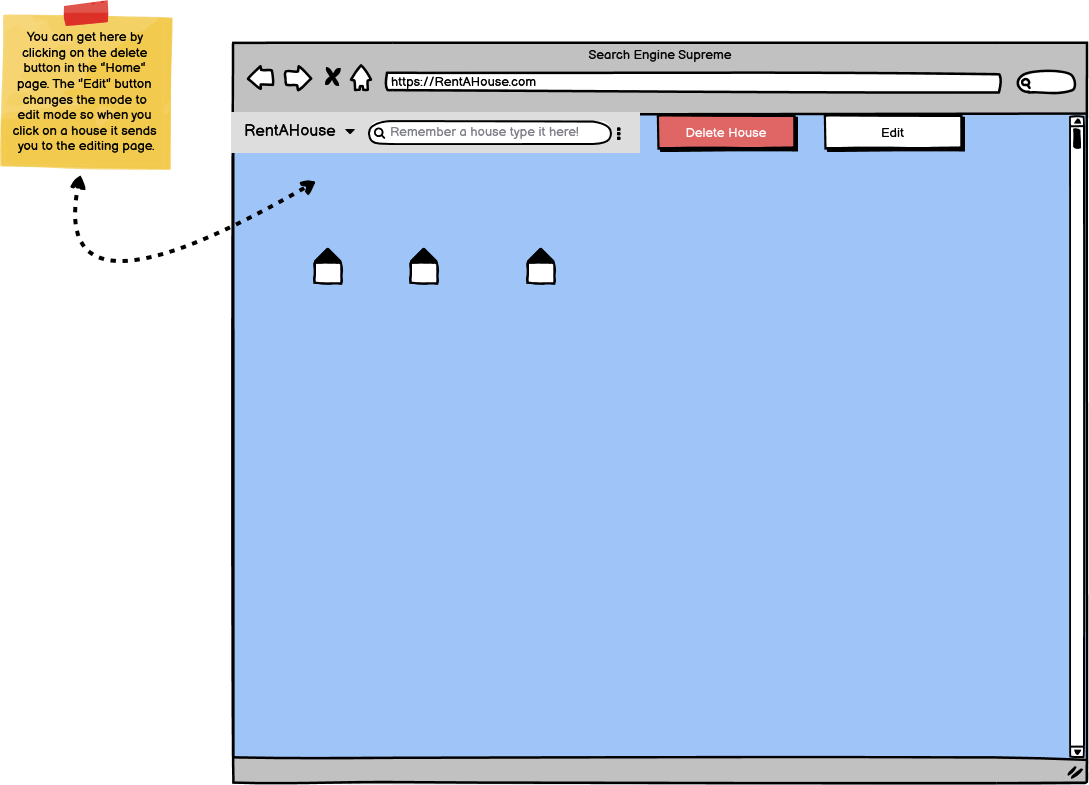 You can get here by
clicking on the delete
button in the "Home"
page. The "Edit" button
changes the mode to
edit mode so when you
click on a house it sends
you to the editing page.
Search Engine Supreme
https://RentAHouse.com
RentAHouse
Remember a house type it here!
Delete House
Edit